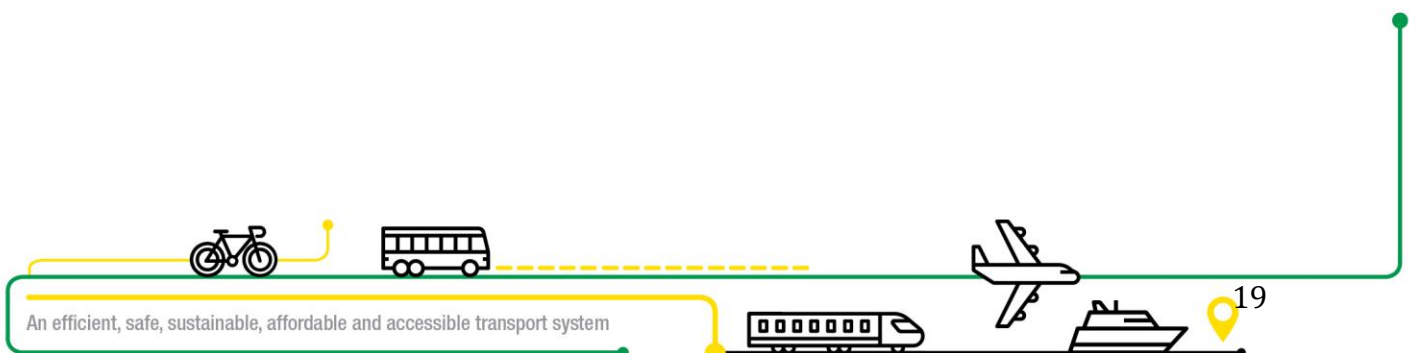 An efficient, safe, sustainable, affordable and accessible transport system
19